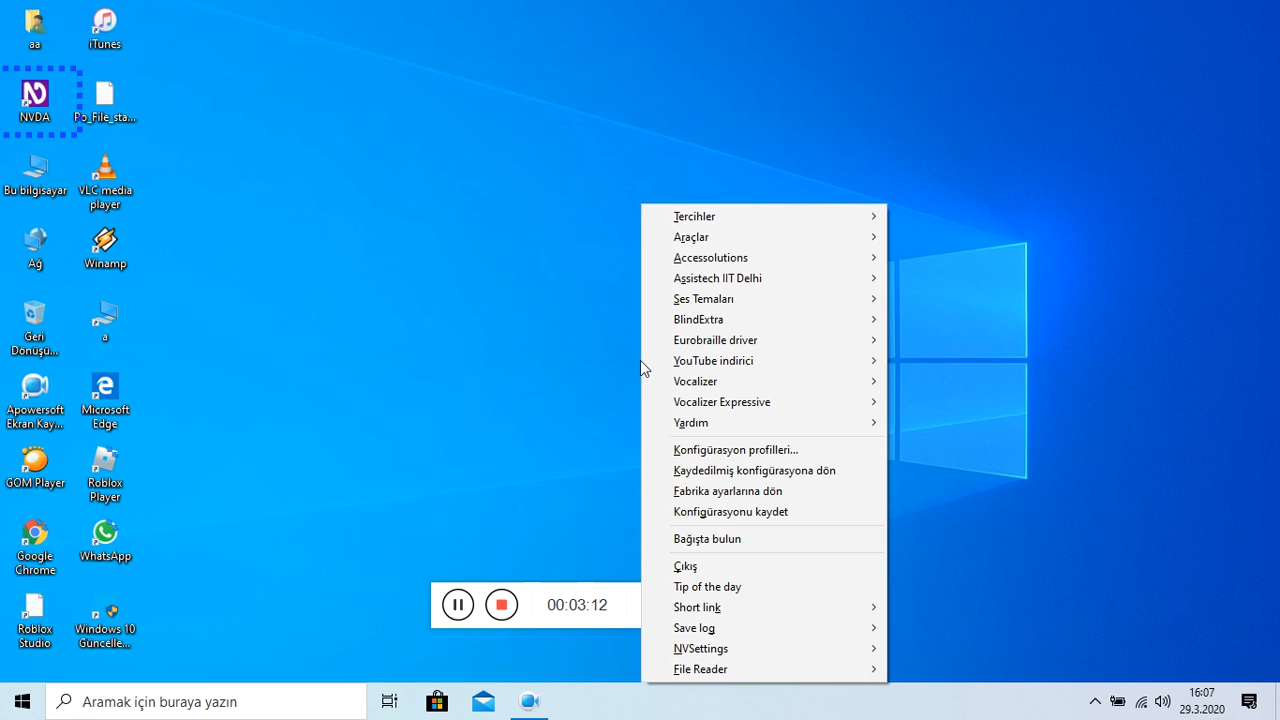 aa
iTunes
NVDA
Ro_File_sta...
Bu bilgisayar
VLC media
player
Ağ
Winamp
Geri
Dönüşü...
a
Apowersoft
Ekran Kay...
Microsoft
Edge
GOM Player
Roblox
Player
Google
Chrome
WhatsApp
Roblox
Studio
Windows 10
Güncelle...
Tercihler
Araçlar
Accessolutions
Assistech IIT Delhi
Ses Temaları
BlindExtra
Eurobraille driver
YouTube indirici
Vocalizer
Vocalizer Expressive
Yardım
Konfigürasyon profilleri...
Kaydedilmiş konfigürasyona dön
Fabrika ayarlarına dön
Konfigürasyonu kaydet
Bağışta bulun
Çıkış
Tip of the day
Short link
Save log
NVSettings
File Reader
00:03:12
Aramak için buraya yazın
16:07
29.3.2020